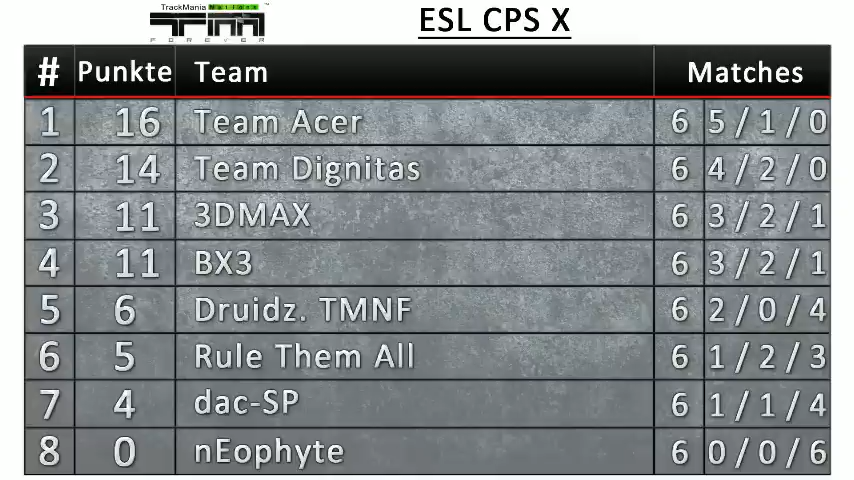 TrackMania Nations™
TM
FOREVER
ESL CPS X
# Punkte Team Matches
1 16 Team Acer 6 5 / 1 / 0
2 14 Team Dignitas 6 4 / 2 / 0
3 11 3DMAX 6 3 / 2 / 1
4 11 BX3 6 3 / 2 / 1
5 6 Druidz. TMNF 6 2 / 0 / 4
6 5 Rule Them All 6 1 / 2 / 3
7 4 dac-SP 6 1 / 1 / 4
8 0 nEophyte 6 0 / 0 / 6